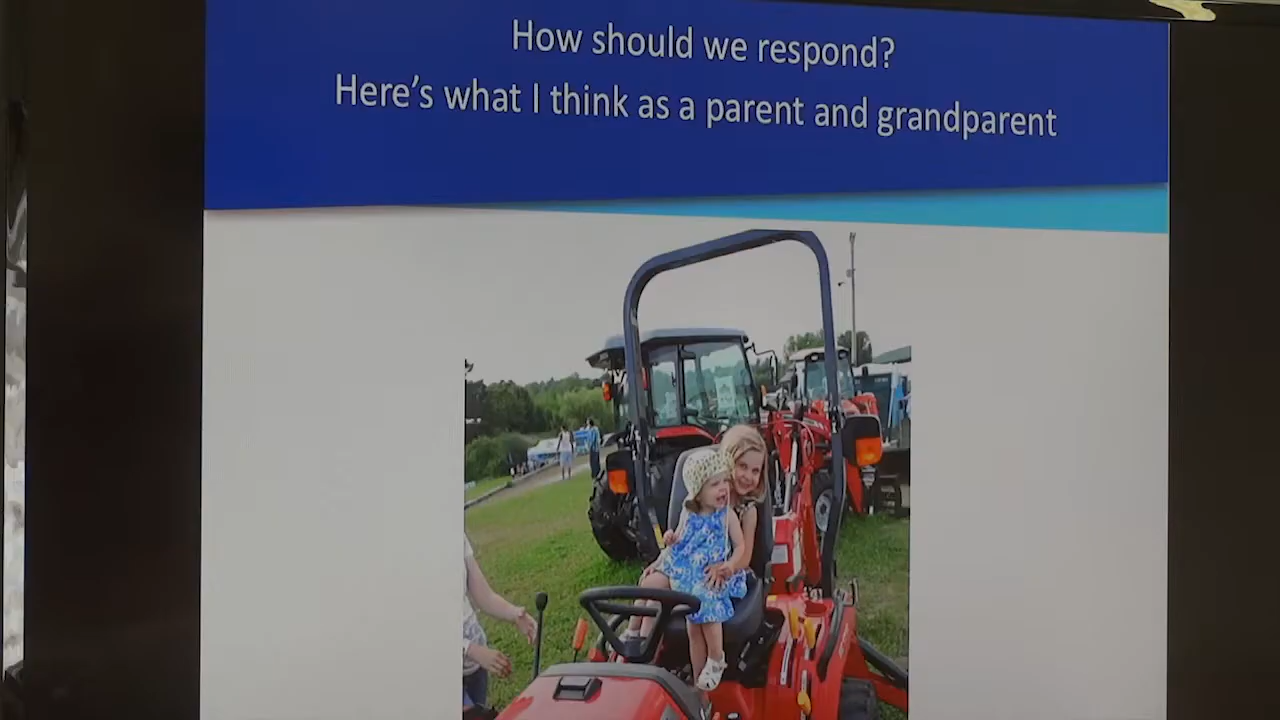 How should we respond?
Here's what I think as a parent and grandparent